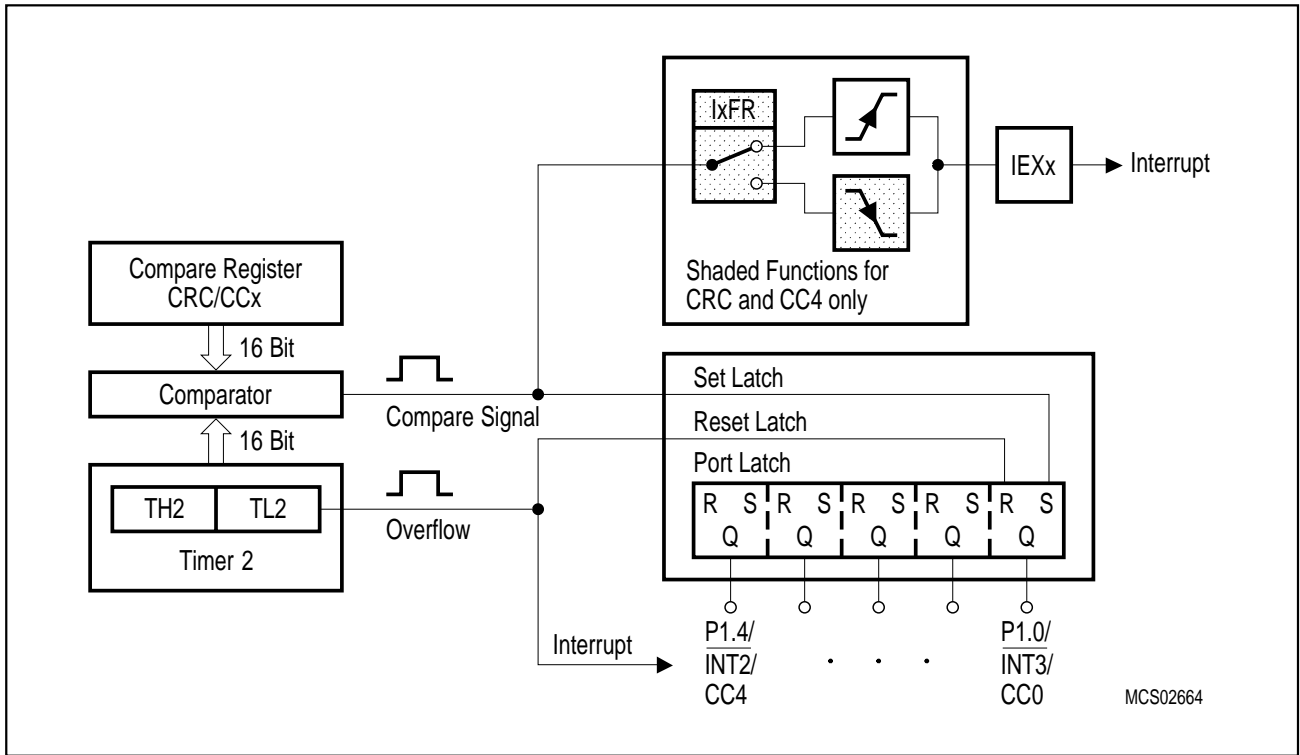 IxFR
IEXx
Interrupt
Shaded Functions for
CRC and CC4 only
Compare Register
CRC/CCx
16 Bit
Comparator
Compare Signal
16 Bit
TH2
TL2
Timer 2
Overflow
Set Latch
Reset Latch
Port Latch
R S R S R S R S R S
Q Q Q Q Q
Interrupt
P1.4/
INT2/
CC4
. . .
P1.0/
INT3/
CC0
MCS02664